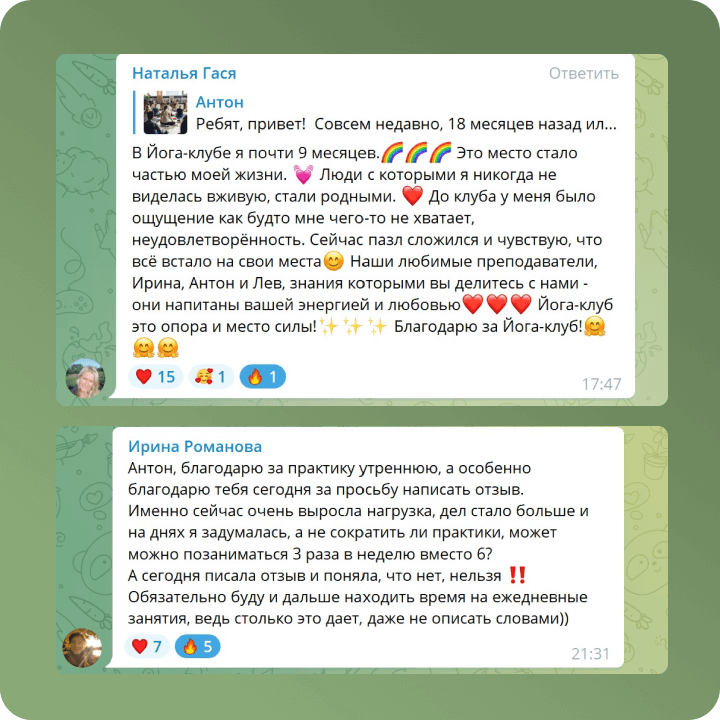 Наталья Гася
Ответить
Антон
Ребят, привет! Совсем недавно, 18 месяцев назад ил...
В Йога-клубе я почти 9 месяцев.🌈🌈🌈 Это место стало
частью моей жизни. 💓 Люди с которыми я никогда не
виделась вживую, стали родными. ❤️ До клуба у меня было
ощущение как будто мне чего-то не хватает,
неудовлетворённость. Сейчас пазл сложился и чувствую, что
всё встало на свои места😊 Наши любимые преподаватели,
Ирина, Антон и Лев, знания которыми вы делитесь с нами -
они напитаны вашей энергией и любовью❤️❤️❤️ Йога-клуб
это опора и место силы!✨✨✨ Благодарю за Йога-клуб!🤗
🤗🤗
❤️ 15 🥰 1 🔥 1
17:47
Ирина Романова
Антон, благодарю за практику утреннюю, а особенно
благодарю тебя сегодня за просьбу написать отзыв.
Именно сейчас очень выросла нагрузка, дел стало больше и
на днях я задумалась, а не сократить ли практики, может
можно позаниматься 3 раза в неделю вместо 6?
А сегодня писала отзыв и поняла, что нет, нельзя ‼️
Обязательно буду и дальше находить время на ежедневные
занятия, ведь столько это дает, даже не описать словами))
❤️ 7 🔥 5
21:31